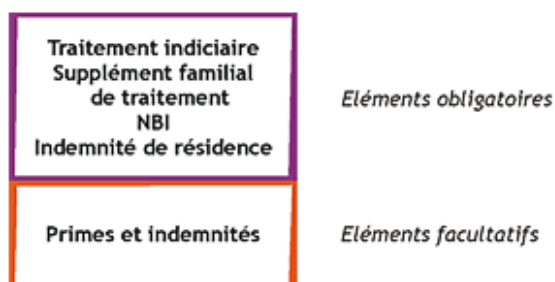 Traitement indiciaire
Supplément familial
de traitement
NBI
Indemnité de résidence
Eléments obligatoires
Primes et indemnités
Eléments facultatifs